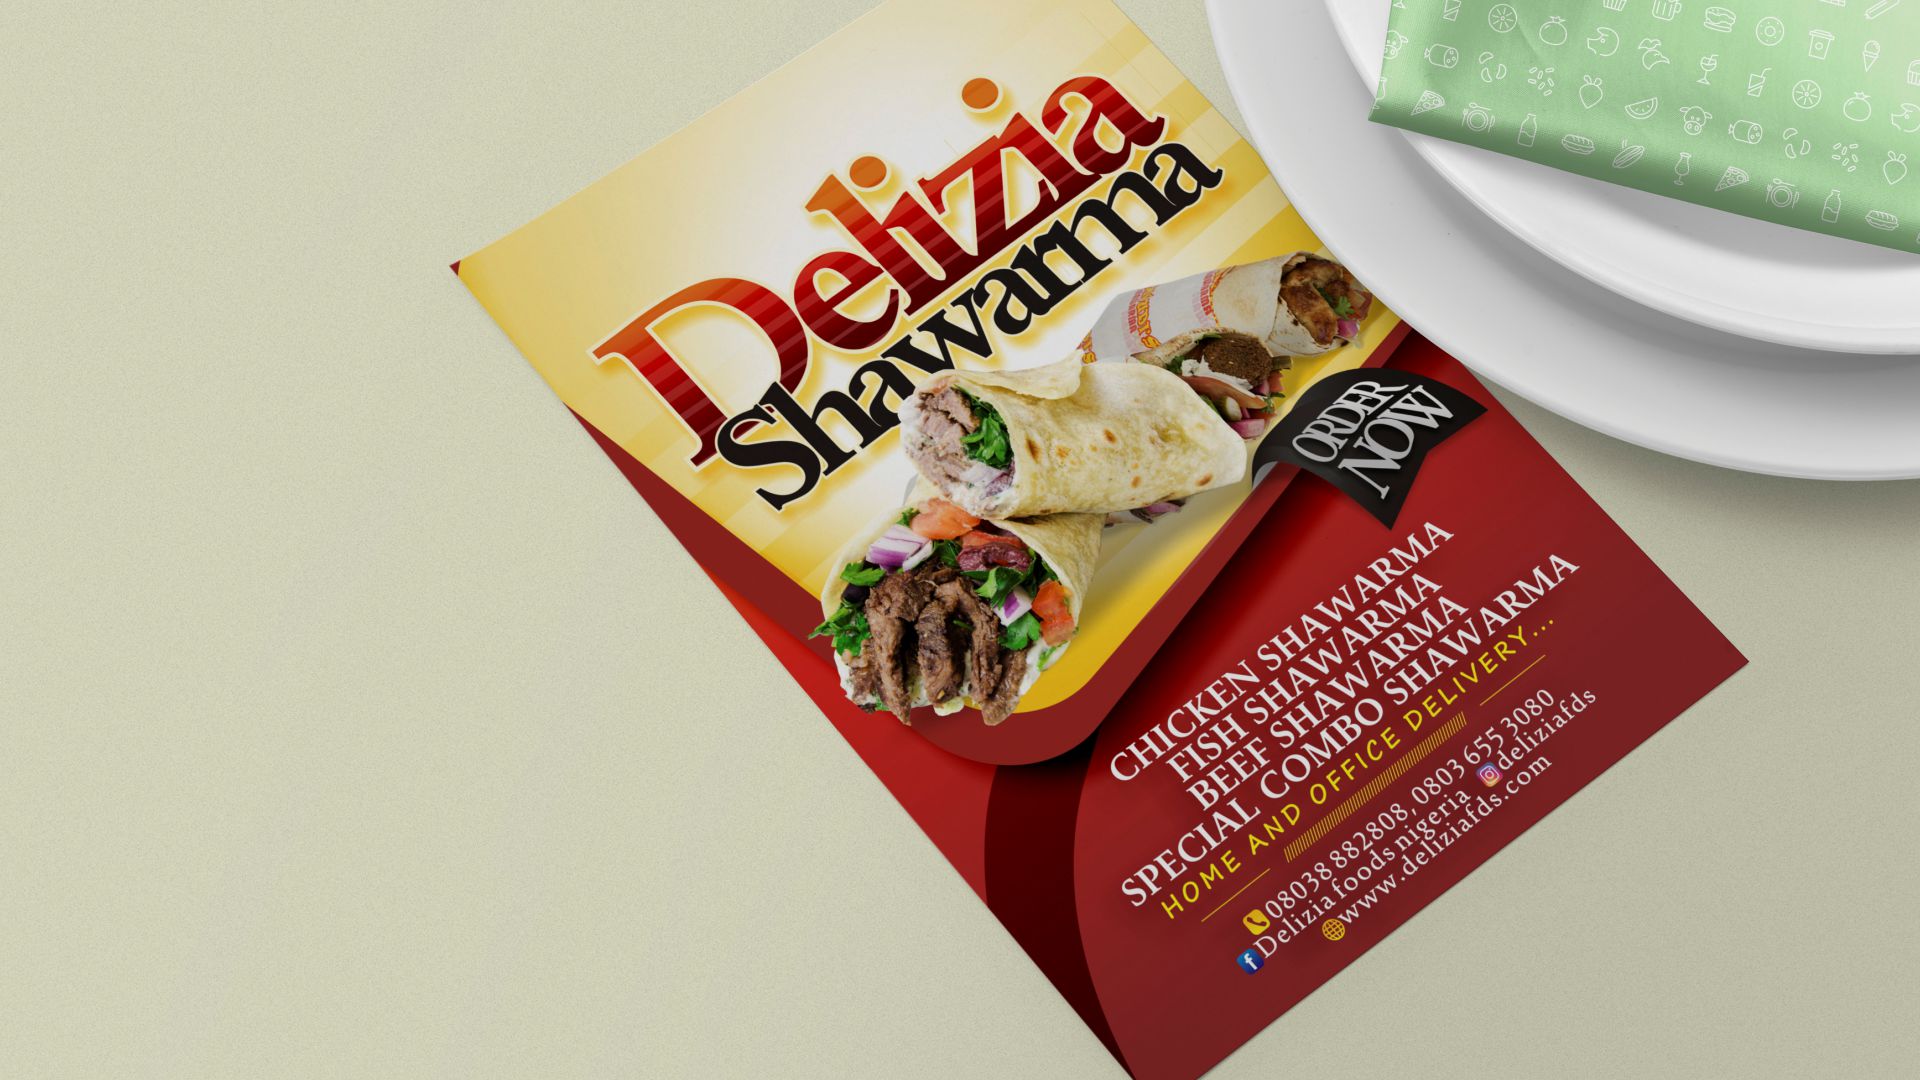 Delizia
Shawarma
ORDER
NOW
CHICKEN SHAWARMA
FISH SHAWARMA
BEEF SHAWARMA
SPECIAL COMBO SHAWARMA
HOME AND OFFICE DELIVERY...
08038 882808, 0803 655 3080
Delizia foods nigeria deliziafds
www.deliziafds.com